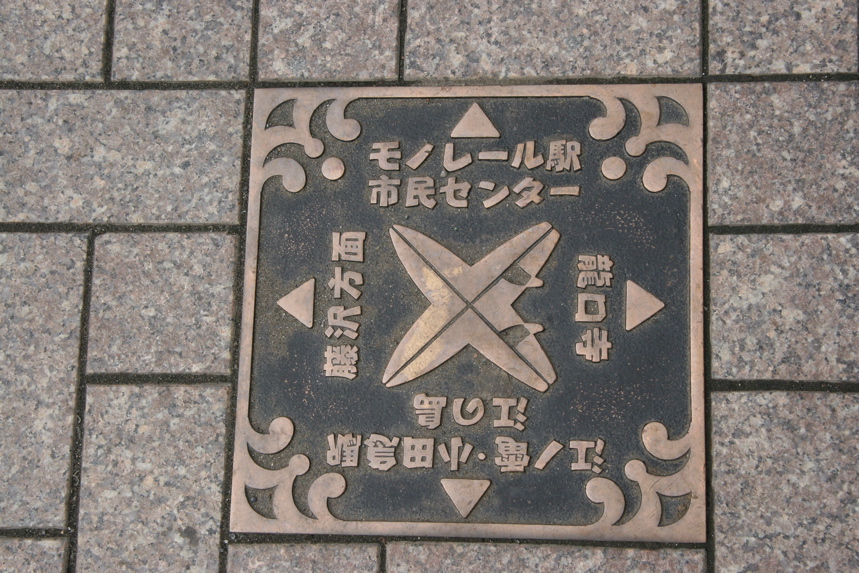 モノレール駅
市民センター
藤沢方面
龍口寺
江の島
江ノ電・小田急駅